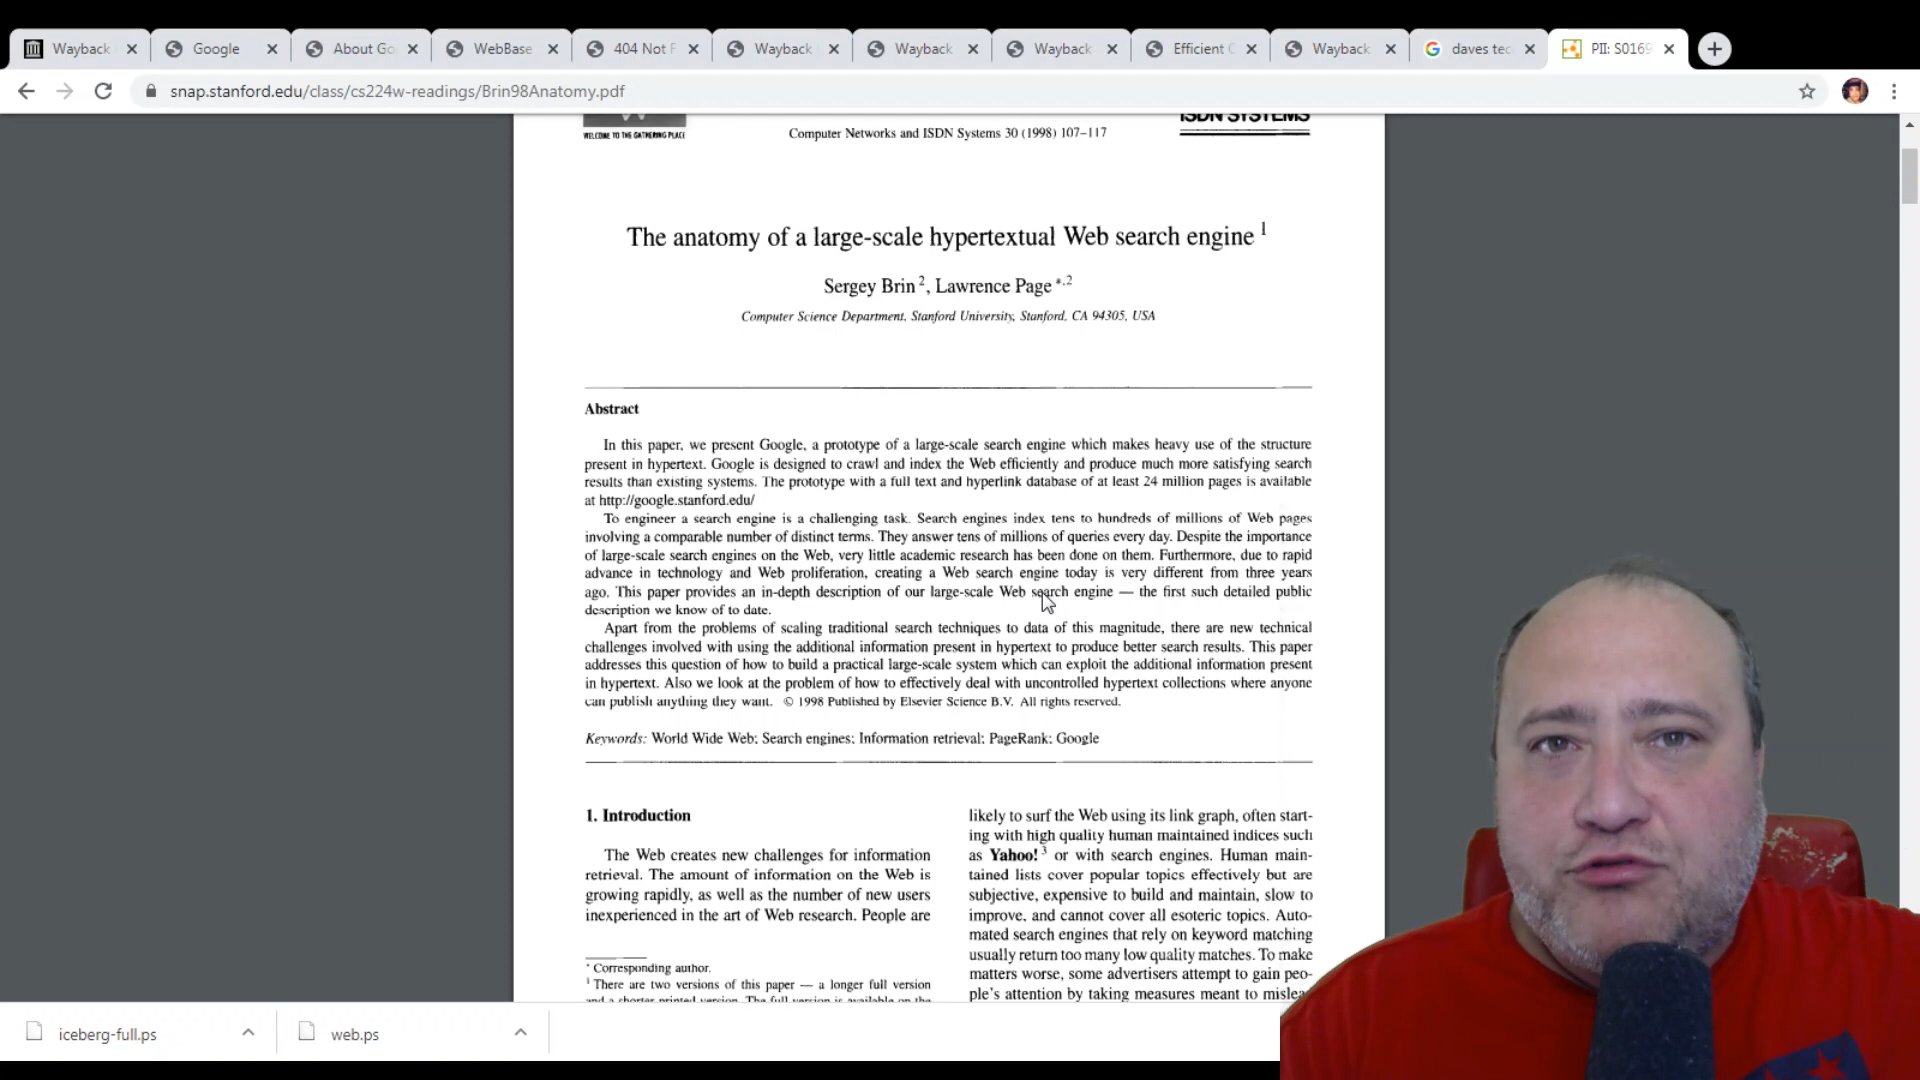 Wayback
Google
About Go
WebBase
404 Not F
Wayback
Wayback
Wayback
Efficient C
Wayback
daves tec
PII: S0169
snap.stanford.edu/class/cs224w-readings/Brin98Anatomy.pdf
WELCOME TO THE GATHERING PLACE
Computer Networks and ISDN Systems 30 (1998) 107–117
ISDN SYSTEMS
The anatomy of a large-scale hypertextual Web search engine 1
Sergey Brin 2, Lawrence Page *,2
Computer Science Department, Stanford University, Stanford, CA 94305, USA
Abstract
In this paper, we present Google, a prototype of a large-scale search engine which makes heavy use of the structure
present in hypertext. Google is designed to crawl and index the Web efficiently and produce much more satisfying search
results than existing systems. The prototype with a full text and hyperlink database of at least 24 million pages is available
at http://google.stanford.edu/
To engineer a search engine is a challenging task. Search engines index tens to hundreds of millions of Web pages
involving a comparable number of distinct terms. They answer tens of millions of queries every day. Despite the importance
of large-scale search engines on the Web, very little academic research has been done on them. Furthermore, due to rapid
advance in technology and Web proliferation, creating a Web search engine today is very different from three years
ago. This paper provides an in-depth description of our large-scale Web search engine — the first such detailed public
description we know of to date.
Apart from the problems of scaling traditional search techniques to data of this magnitude, there are new technical
challenges involved with using the additional information present in hypertext to produce better search results. This paper
addresses this question of how to build a practical large-scale system which can exploit the additional information present
in hypertext. Also we look at the problem of how to effectively deal with uncontrolled hypertext collections where anyone
can publish anything they want. © 1998 Published by Elsevier Science B.V. All rights reserved.
Keywords: World Wide Web; Search engines; Information retrieval; PageRank; Google
1. Introduction
The Web creates new challenges for information
retrieval. The amount of information on the Web is
growing rapidly, as well as the number of new users
inexperienced in the art of Web research. People are
* Corresponding author.
1 There are two versions of this paper — a longer full version
and a shorter printed version. The full version is available on the
likely to surf the Web using its link graph, often start-
ing with high quality human maintained indices such
as Yahoo! 3 or with search engines. Human main-
tained lists cover popular topics effectively but are
subjective, expensive to build and maintain, slow to
improve, and cannot cover all esoteric topics. Auto-
mated search engines that rely on keyword matching
usually return too many low quality matches. To make
matters worse, some advertisers attempt to gain peo-
ple's attention by taking measures meant to mislea
iceberg-full.ps
web.ps